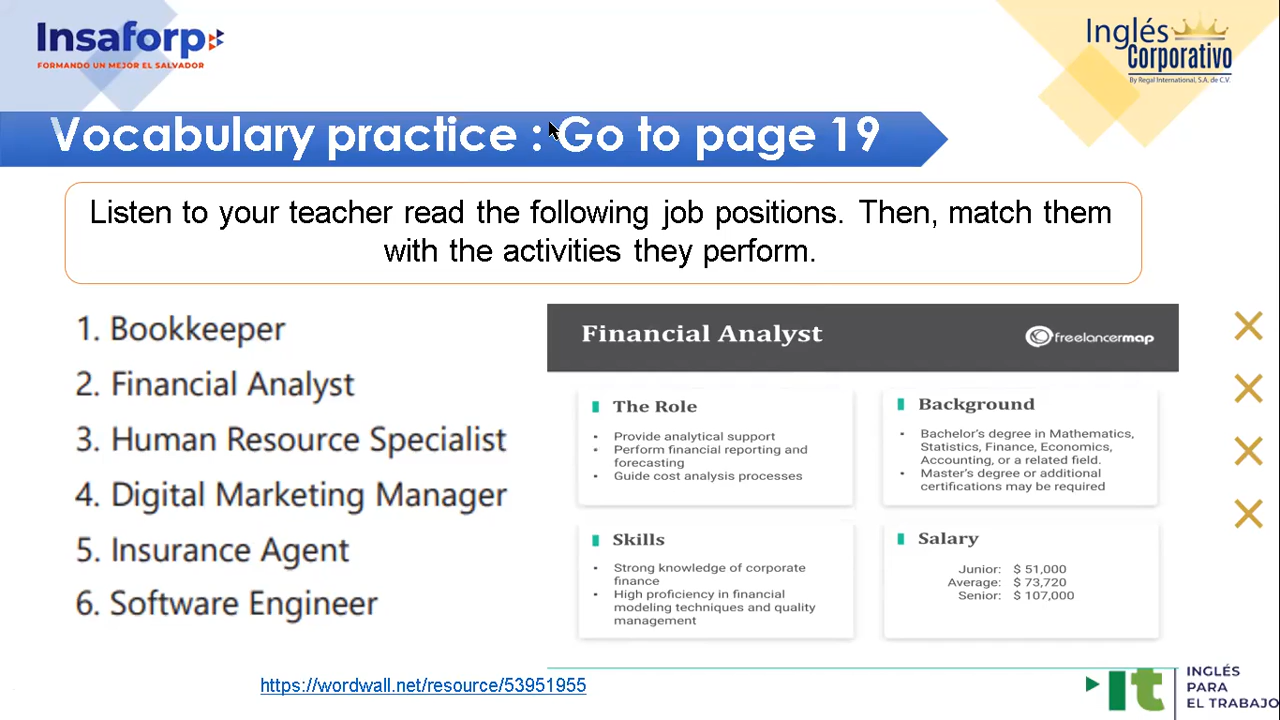 Insaforp
FORMANDO UN MEJOR EL SALVADOR
Inglés
Corporativo
By Regal International, S.A. de C.V.
Vocabulary practice : Go to page 19
Listen to your teacher read the following job positions. Then, match them
with the activities they perform.
1. Bookkeeper
2. Financial Analyst
3. Human Resource Specialist
4. Digital Marketing Manager
5. Insurance Agent
6. Software Engineer
Financial Analyst
freelancermap
The Role
• Provide analytical support
• Perform financial reporting and
forecasting
• Guide cost analysis processes
Background
• Bachelor's degree in Mathematics,
Statistics, Finance, Economics,
Accounting, or a related field.
• Master's degree or additional
certifications may be required
Skills
• Strong knowledge of corporate
finance
• High proficiency in financial
modeling techniques and quality
management
Salary
Junior: $ 51,000
Average: $ 73,720
Senior: $ 107,000
https://wordwall.net/resource/53951955
It
INGLÉS
PARA
EL TRABAJO